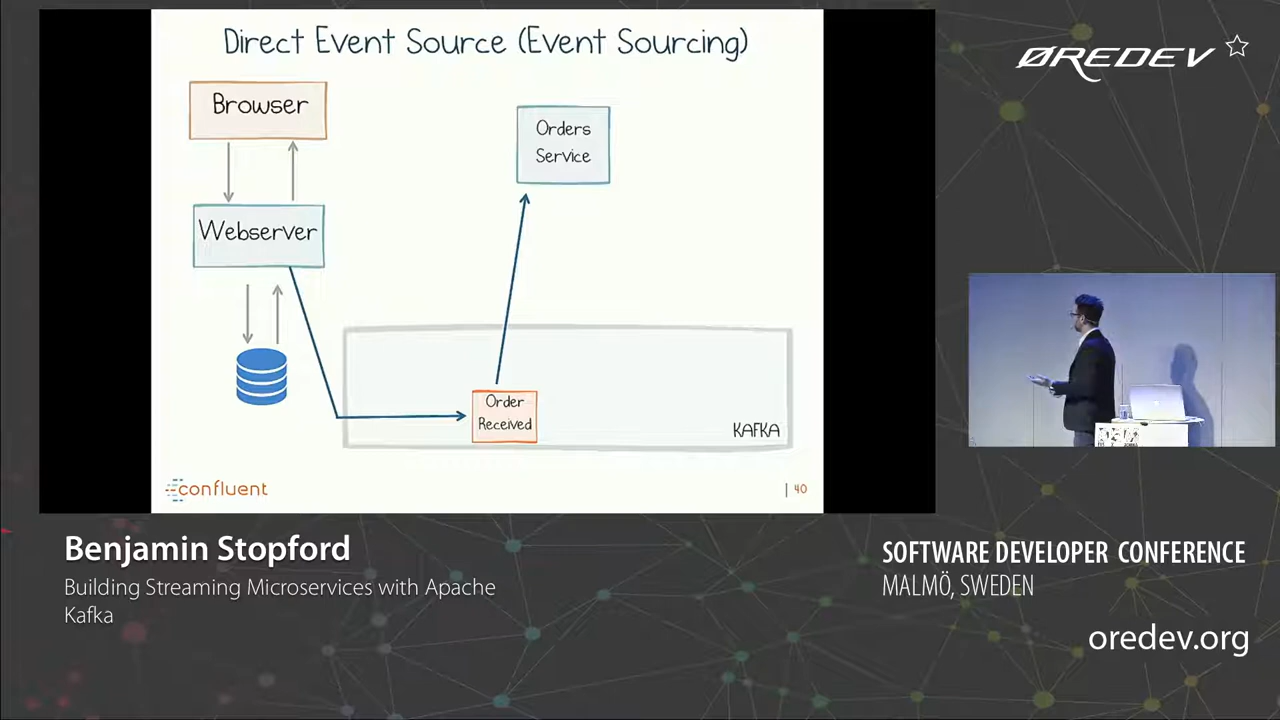 Direct Event Source (Event Sourcing)
Browser
Orders
Service
Webserver
Order
Received
KAFKA
confluent
| 40
ØREDEV
Benjamin Stopford
Building Streaming Microservices with Apache
Kafka
SOFTWARE DEVELOPER CONFERENCE
MALMÖ, SWEDEN
oredev.org